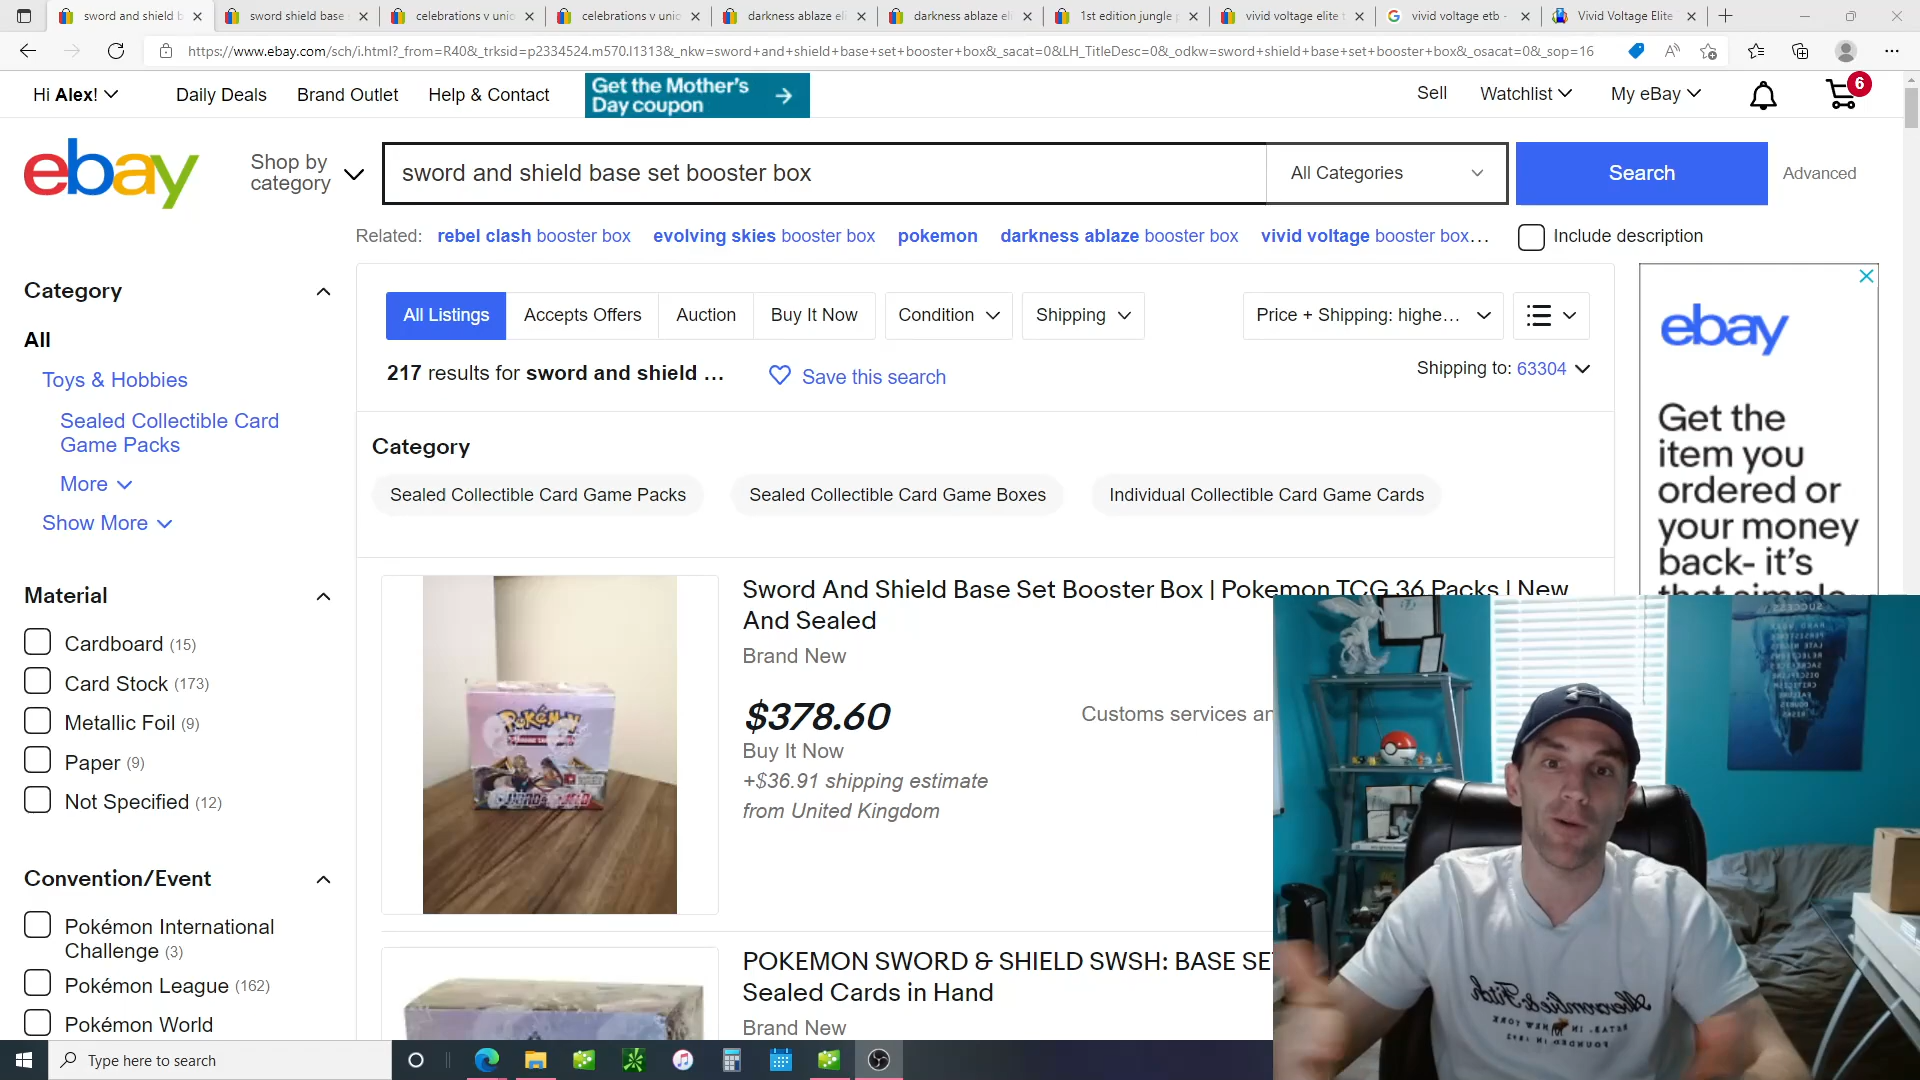 sword and shield b
sword shield base
celebrations v unio
celebrations v unio
darkness ablaze eli
darkness ablaze eli
1st edition jungle p
vivid voltage elite t
vivid voltage etb -
Vivid Voltage Elite
https://www.ebay.com/sch/i.html?_from=R40&_trksid=p2334524.m570.l1313&_nkw=sword+and+shield+base+set+booster+box&_sacat=0&LH_TitleDesc=0&_odkw=sword+shield+base+set+booster+box&_osacat=0&_sop=16
Hi Alex!
Daily Deals
Brand Outlet
Help & Contact
Get the Mother's
Day coupon
Sell
Watchlist
My eBay
6
ebay
Shop by
category
sword and shield base set booster box
All Categories
Search
Advanced
Related: rebel clash booster box evolving skies booster box pokemon darkness ablaze booster box vivid voltage booster box...
Include description
Category
All
Toys & Hobbies
Sealed Collectible Card
Game Packs
More
Show More
Material
Cardboard (15)
Card Stock (173)
Metallic Foil (9)
Paper (9)
Not Specified (12)
Convention/Event
Pokémon International
Challenge (3)
Pokémon League (162)
Pokémon World
All Listings
Accepts Offers
Auction
Buy It Now
Condition
Shipping
Price + Shipping: highe...
217 results for sword and shield ...
Save this search
Shipping to: 63304
Category
Sealed Collectible Card Game Packs
Sealed Collectible Card Game Boxes
Individual Collectible Card Game Cards
Sword And Shield Base Set Booster Box | Pokemon TCG 36 Packs | New
And Sealed
Brand New
$378.60
Buy It Now
+$36.91 shipping estimate
from United Kingdom
Customs services an
POKÉMON
POKEMON SWORD & SHIELD SWSH: BASE SE
Sealed Cards in Hand
Brand New
ebay
Get the
item you
ordered or
your money
back- it's
that simple
SUCCESS
Abercrombie & Fitch
NEW YORK
Type here to search